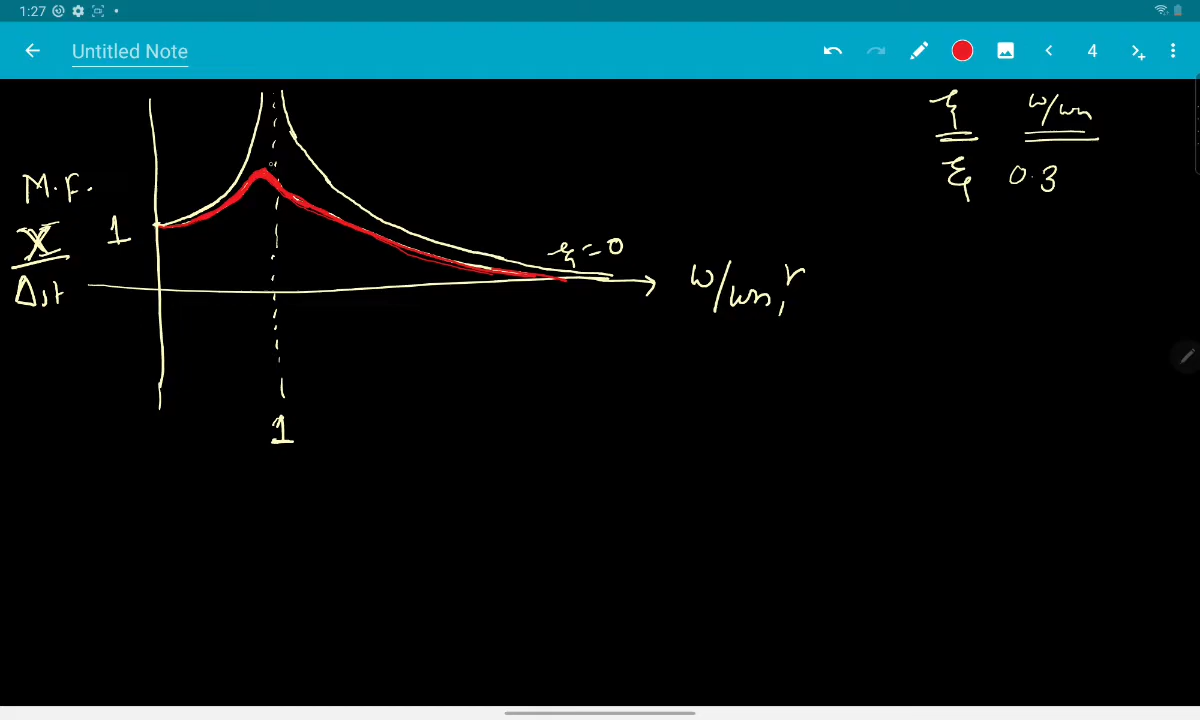 1:27
Untitled Note
4
ξ ω/ωn
ξ 0.3
M.F.
X 1
Δst
ξ=0
ω/ωn, r
1